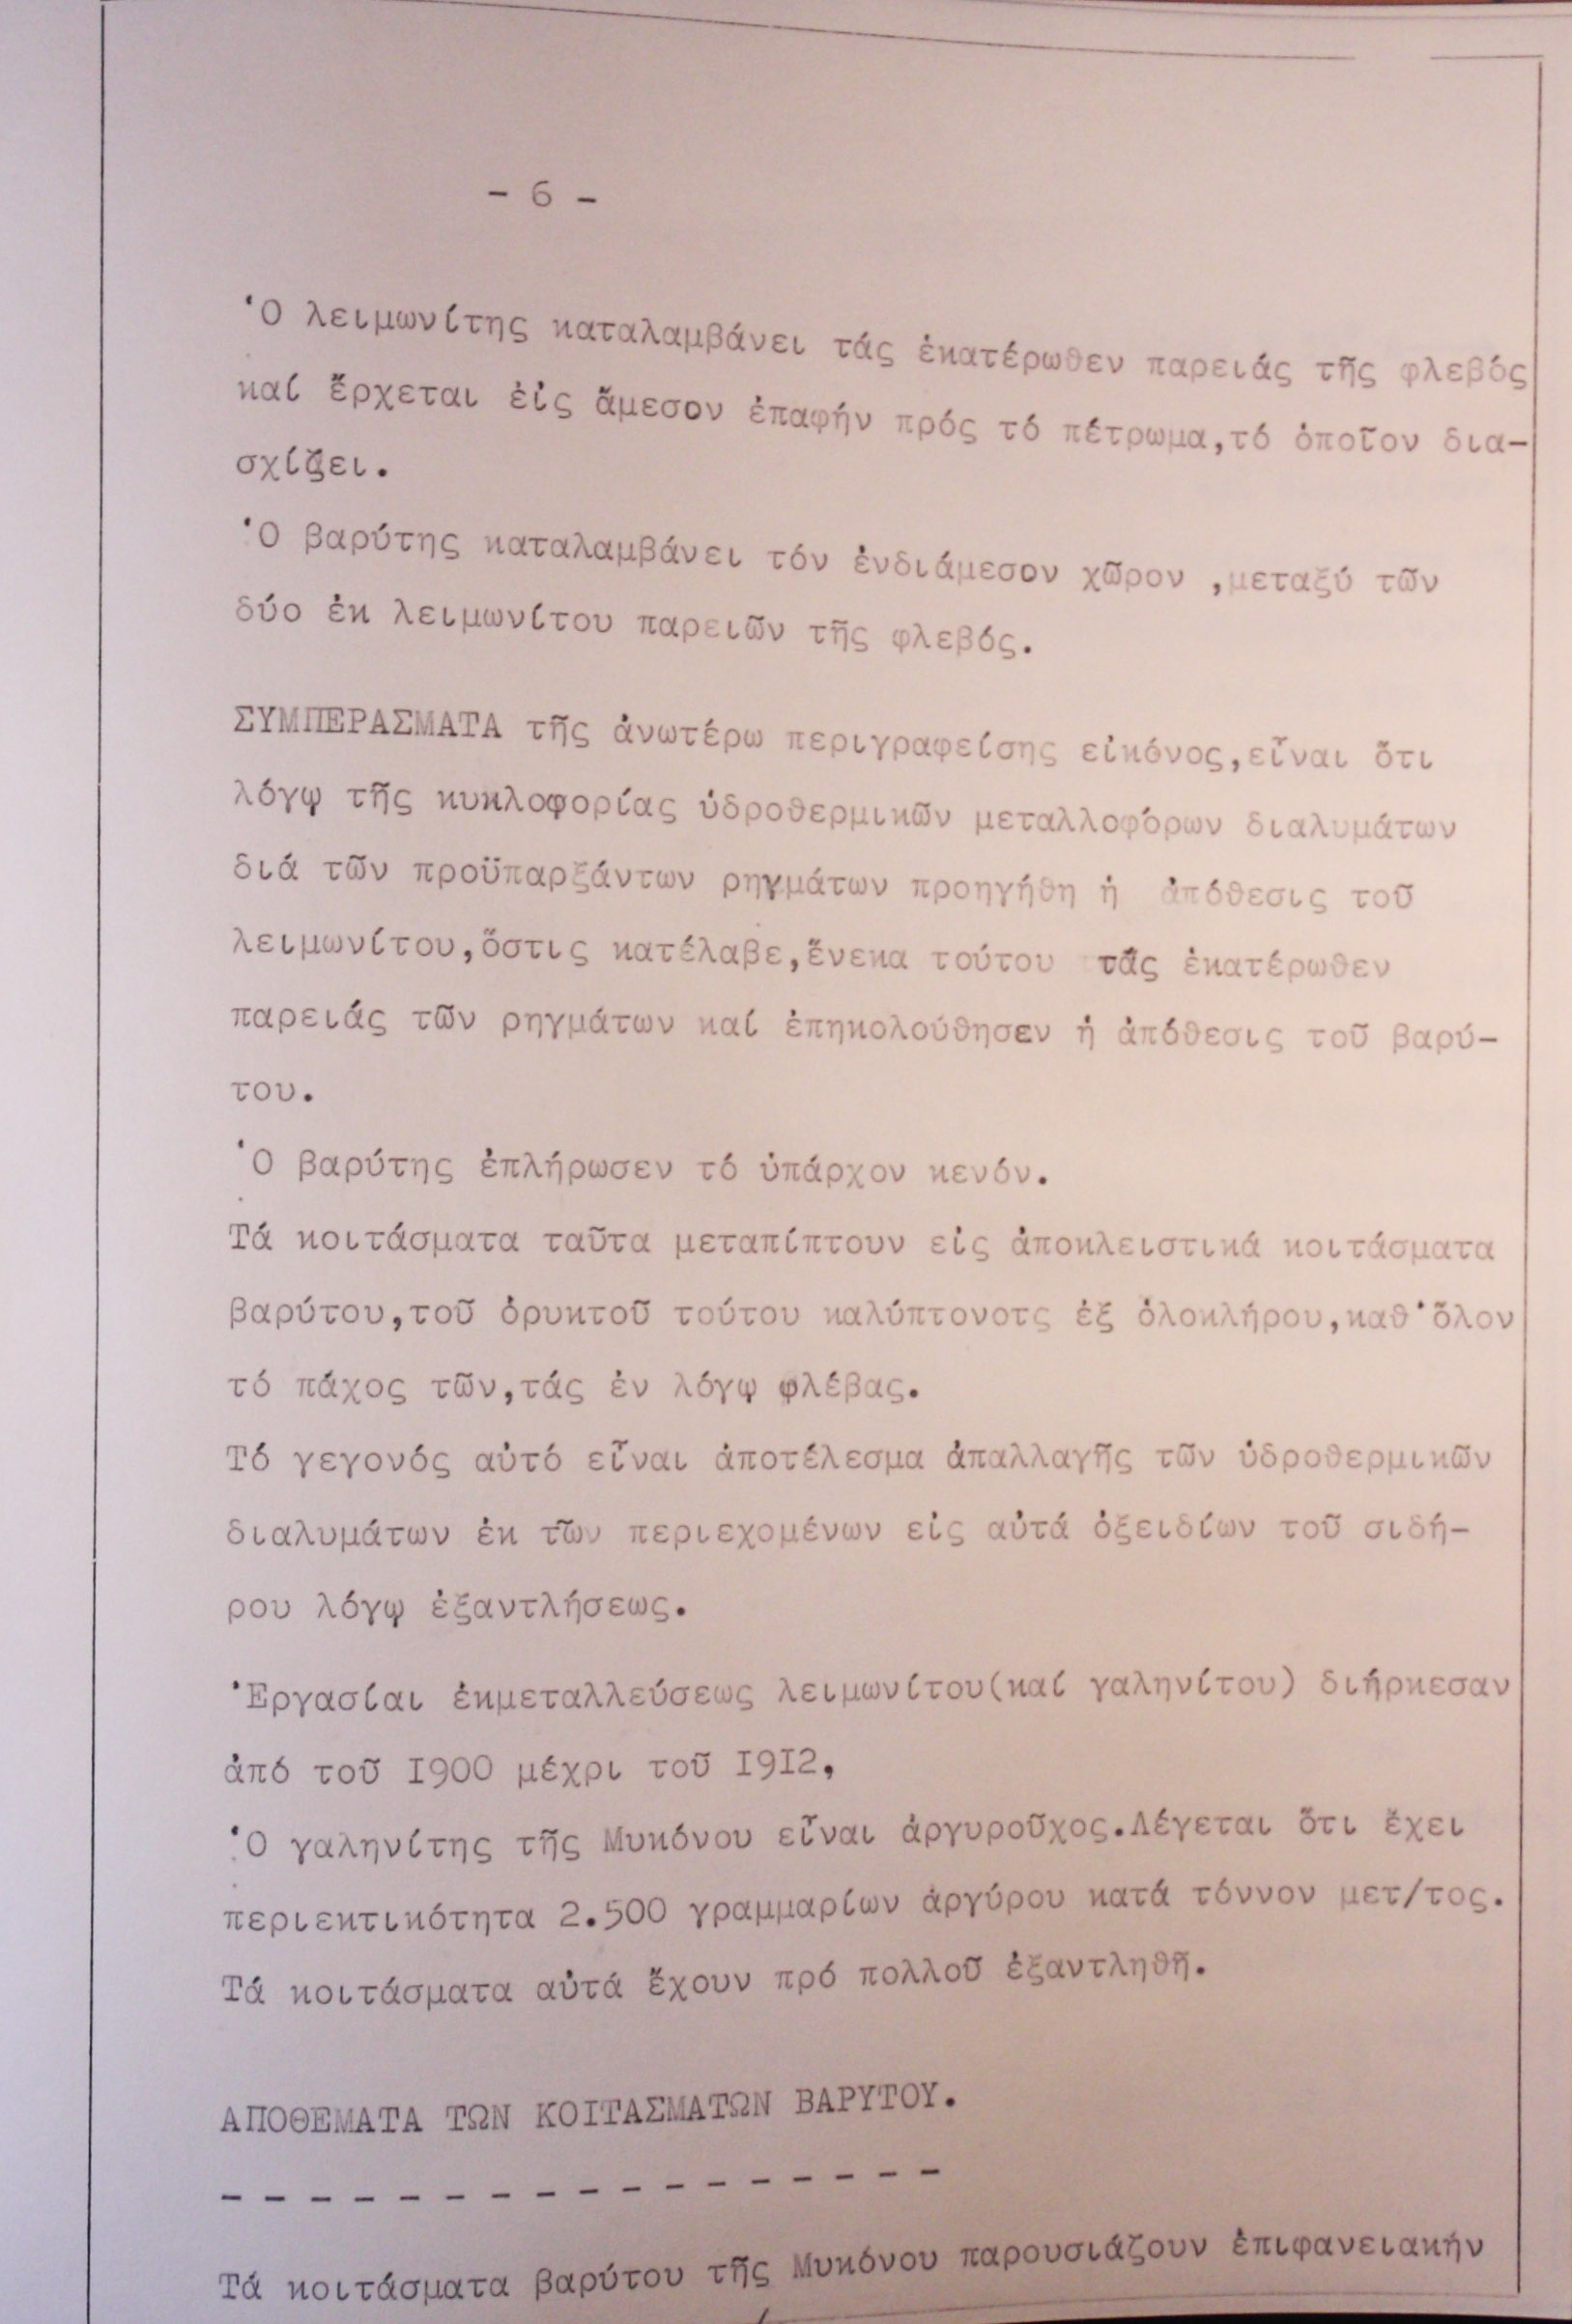 - 6 -
Ὁ λειμωνίτης καταλαμβάνει τάς ἑκατέρωθεν παρειάς τῆς φλεβός
καί ἔρχεται εἰς ἄμεσον ἐπαφήν πρός τό πέτρωμα,τό ὁποῖον δια-
σχίζει.
Ὁ βαρύτης καταλαμβάνει τόν ἐνδιάμεσον χῶρον ,μεταξύ τῶν
δύο ἐκ λειμωνίτου παρειῶν τῆς φλεβός.
ΣΥΜΠΕΡΑΣΜΑΤΑ τῆς ἀνωτέρω περιγραφείσης εἰκόνος,εἶναι ὅτι
λόγῳ τῆς κυκλοφορίας ὑδροθερμικῶν μεταλλοφόρων διαλυμάτων
διά τῶν προϋπαρξάντων ρηγμάτων προηγήθη ἡ ἀπόθεσις τοῦ
λειμωνίτου,ὅστις κατέλαβε,ἕνεκα τούτου τάς ἑκατέρωθεν
παρειάς τῶν ρηγμάτων καί ἐπηκολούθησεν ἡ ἀπόθεσις τοῦ βαρύ-
του.
Ὁ βαρύτης ἐπλήρωσεν τό ὑπάρχον κενόν.
Τά κοιτάσματα ταῦτα μεταπίπτουν εἰς ἀποκλειστικά κοιτάσματα
βαρύτου,τοῦ ὀρυκτοῦ τούτου καλύπτονοτς ἐξ ὁλοκλήρου,καθ᾽ὅλον
τό πάχος τῶν,τάς ἐν λόγῳ φλέβας.
Τό γεγονός αὐτό εἶναι ἀποτέλεσμα ἀπαλλαγῆς τῶν ὑδροθερμικῶν
διαλυμάτων ἐκ τῶν περιεχομένων εἰς αὐτά ὀξειδίων τοῦ σιδή-
ρου λόγῳ ἐξαντλήσεως.
Ἐργασίαι ἐκμεταλλεύσεως λειμωνίτου(καί γαληνίτου) διήρκεσαν
ἀπό τοῦ I900 μέχρι τοῦ I9I2,
Ὁ γαληνίτης τῆς Μυκόνου εἶναι ἀργυροῦχος.Λέγεται ὅτι ἔχει
περιεκτικότητα 2.500 γραμμαρίων ἀργύρου κατά τόννον μετ/τος.
Τά κοιτάσματα αὐτά ἔχουν πρό πολλοῦ ἐξαντληθῆ.
ΑΠΟΘΕΜΑΤΑ ΤΩΝ ΚΟΙΤΑΣΜΑΤΩΝ ΒΑΡΥΤΟΥ.
- - - - - - - - - - - - - - - - -
Τά κοιτάσματα βαρύτου τῆς Μυκόνου παρουσιάζουν ἐπιφανειακήν